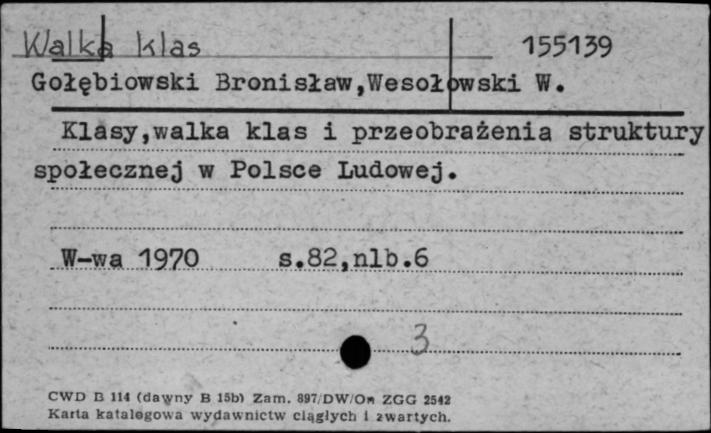 Walka klas 155139
Gołębiowski Bronisław,Wesołowski W.
Klasy,walka klas i przeobrażenia struktury
społecznej w Polsce Ludowej.
W-wa 1970 s.82,nlb.6
3
CWD B 114 (dawny B 15b) Zam. 897/DW/On ZGG 2542
Karta katalogowa wydawnictw ciągłych i zwartych.